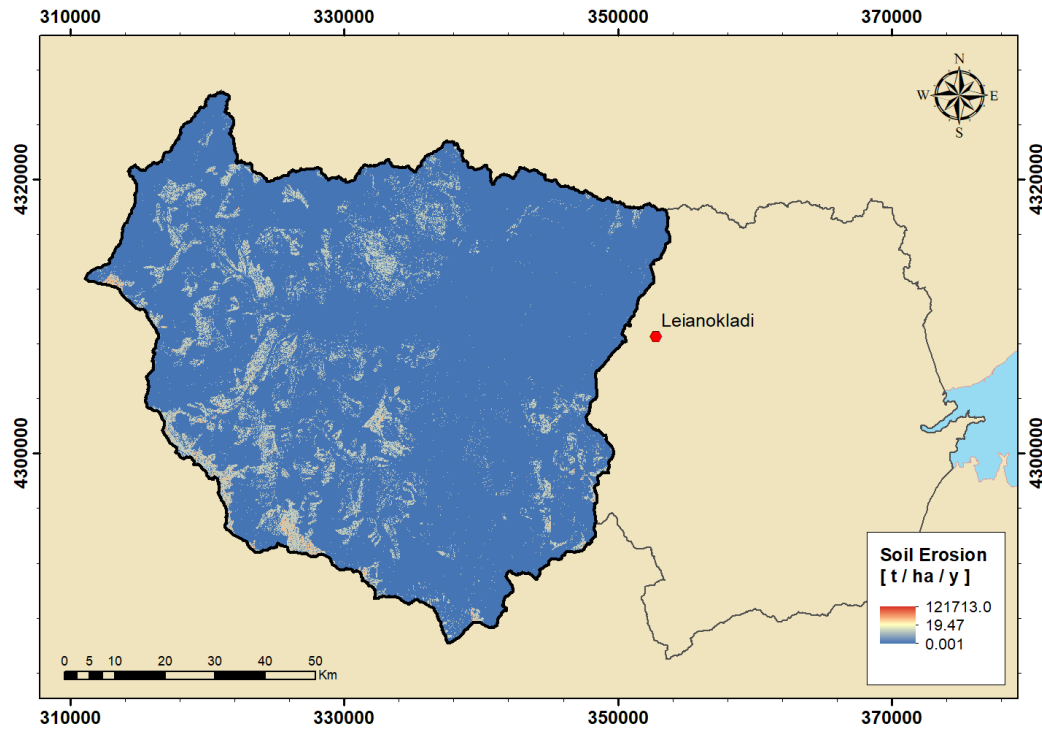 310000 330000 350000 370000
N
W E
S
4320000 4320000
Leianokladi
4300000 4300000
Soil Erosion
[ t / ha / y ]
121713.0
19.47
0.001
0 5 10 20 30 40 50
Km
310000 330000 350000 370000